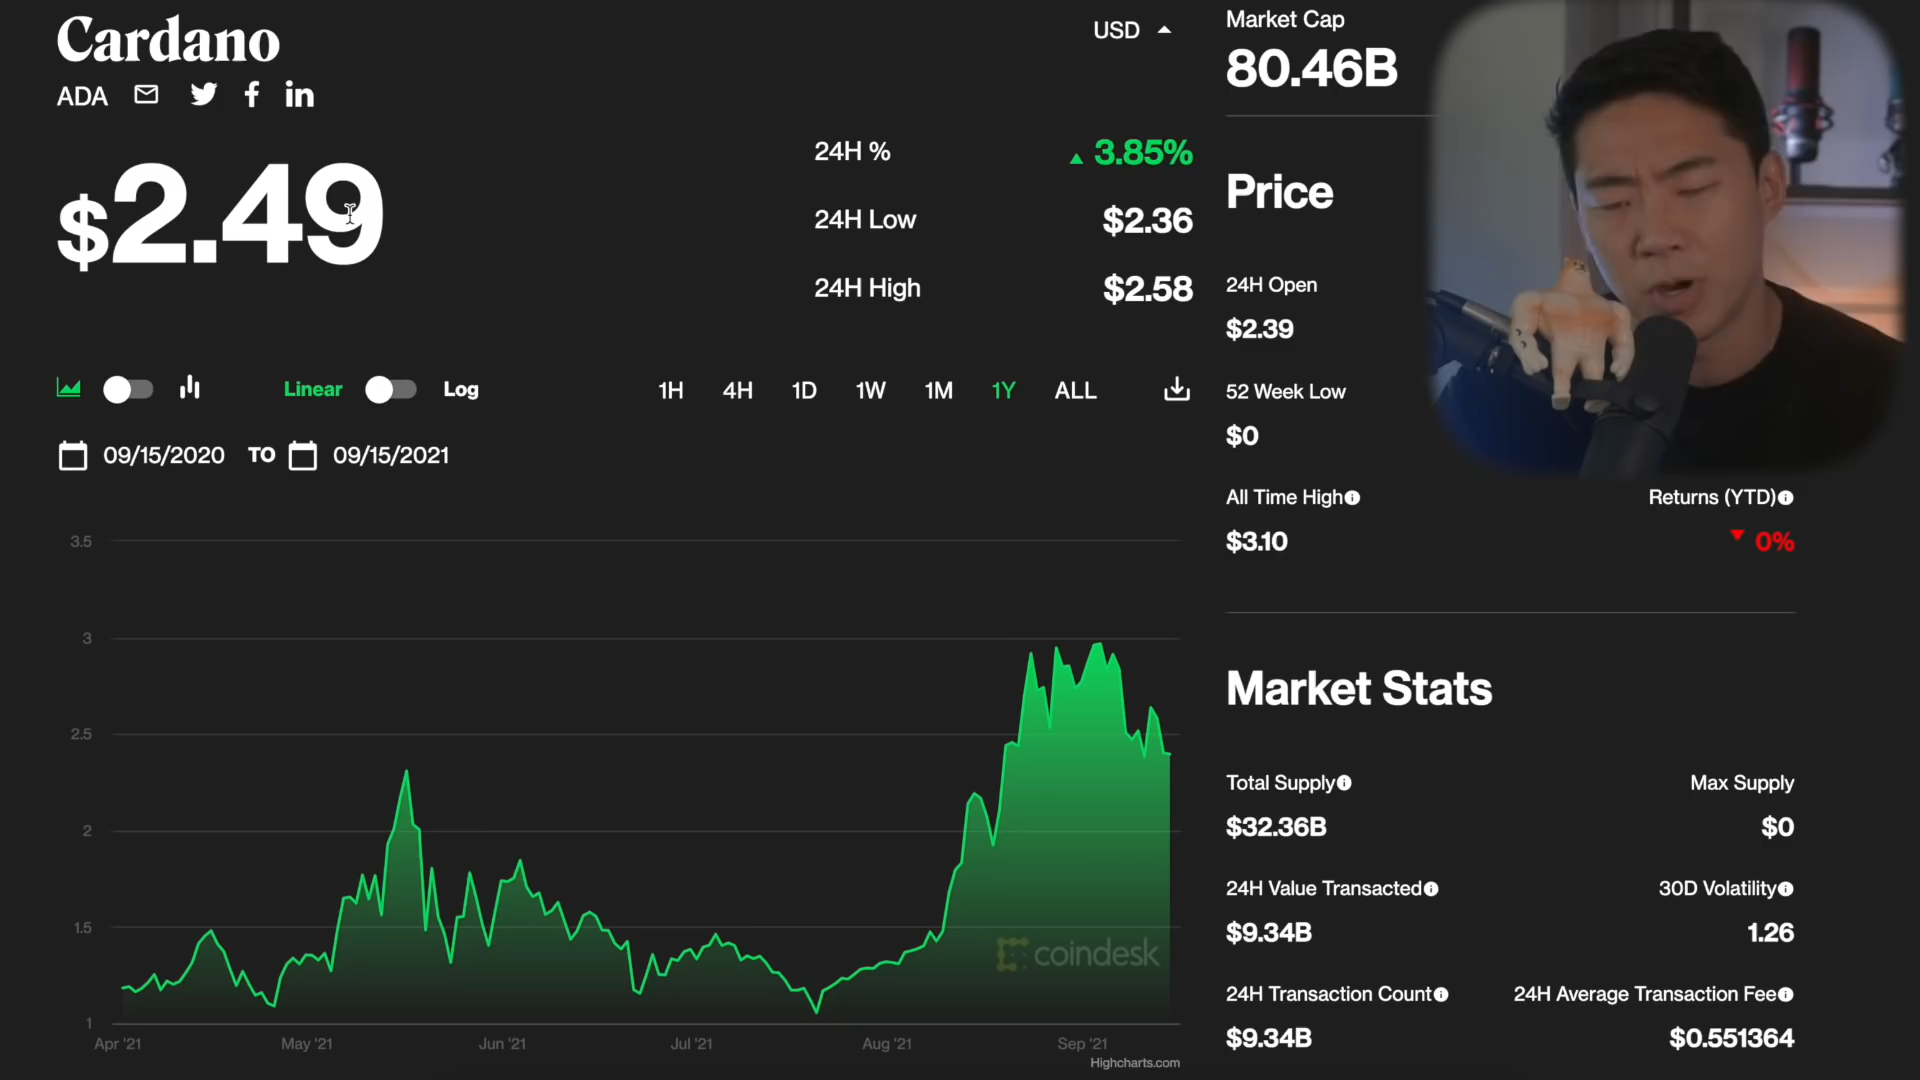 Cardano
ADA
USD
$2.49
24H %
3.85%
24H Low
$2.36
24H High
$2.58
Linear
Log
1H
4H
1D
1W
1M
1Y
ALL
09/15/2020 TO 09/15/2021
3.5
3
2.5
2
1.5
1
Apr '21
May '21
Jun '21
Jul '21
Aug '21
Sep '21
coindesk
Highcharts.com
Market Cap
80.46B
Price
24H Open
$2.39
52 Week Low
$0
All Time High
$3.10
Returns (YTD)
0%
Market Stats
Total Supply
$32.36B
Max Supply
$0
24H Value Transacted
$9.34B
30D Volatility
1.26
24H Transaction Count
$9.34B
24H Average Transaction Fee
$0.551364